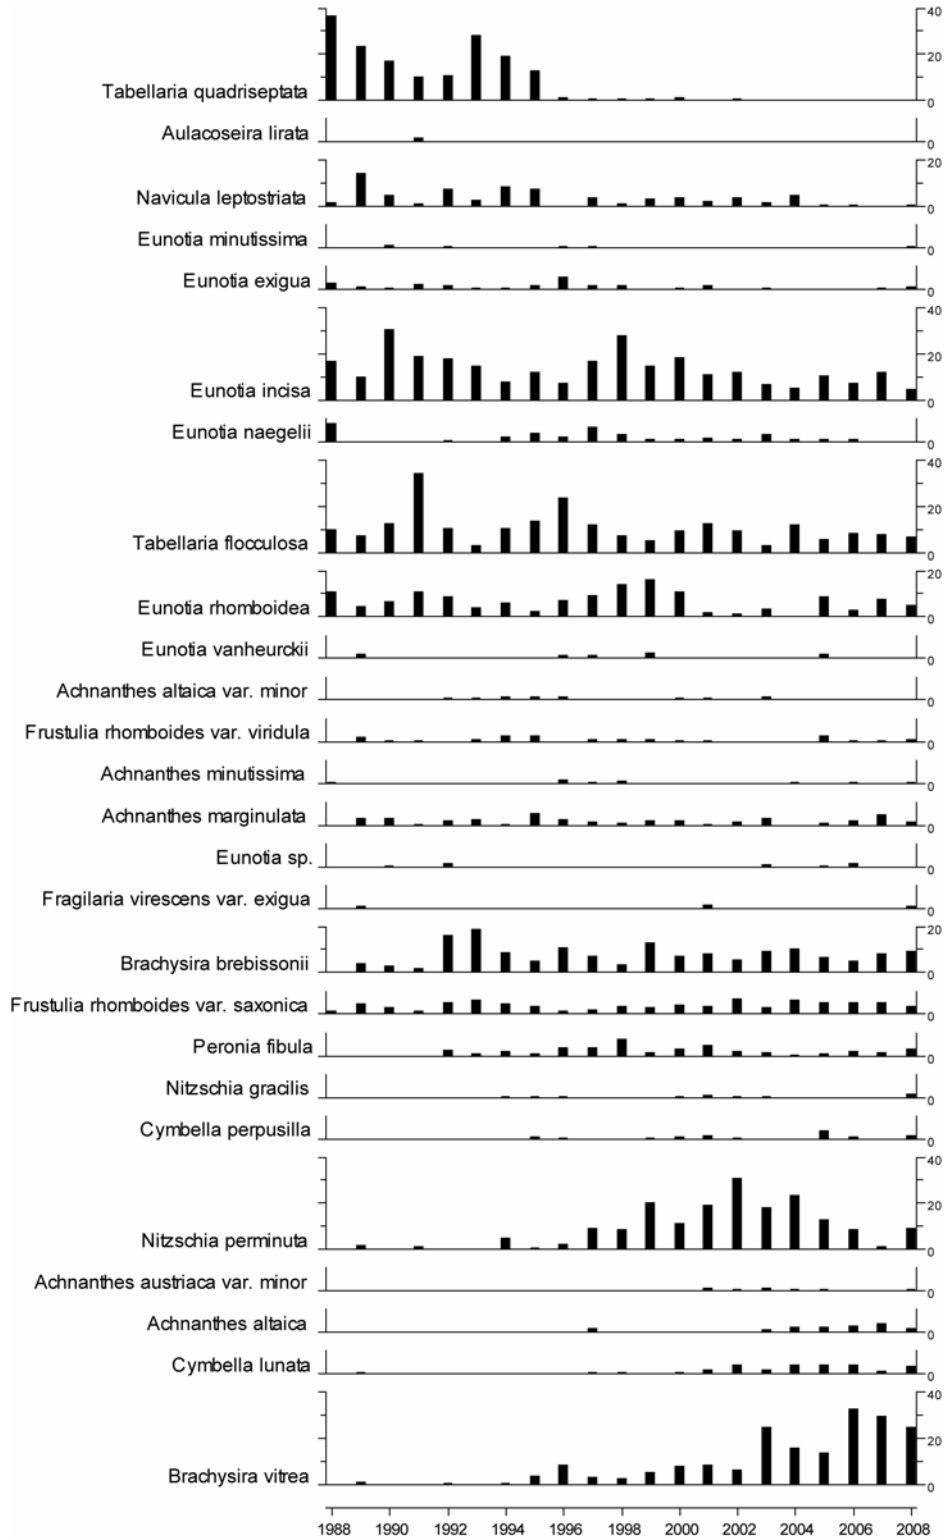 40
20
Tabellaria quadriseptata
0
Aulacoseira lirata
0
20
Navicula leptostriata
0
Eunotia minutissima
0
Eunotia exigua
0
40
20
Eunotia incisa
0
Eunotia naegelii
0
40
20
Tabellaria flocculosa
0
20
Eunotia rhomboidea
0
Eunotia vanheurckii
0
Achnanthes altaica var. minor
0
Frustulia rhomboides var. viridula
0
Achnanthes minutissima
0
Achnanthes marginulata
0
Eunotia sp.
0
Fragilaria virescens var. exigua
0
20
Brachysira brebissonii
0
Frustulia rhomboides var. saxonica
0
Peronia fibula
0
Nitzschia gracilis
0
Cymbella perpusilla
0
40
20
Nitzschia perminuta
0
Achnanthes austriaca var. minor
0
Achnanthes altaica
0
Cymbella lunata
0
40
20
Brachysira vitrea
0
1988 1990 1992 1994 1996 1998 2000 2002 2004 2006 2008